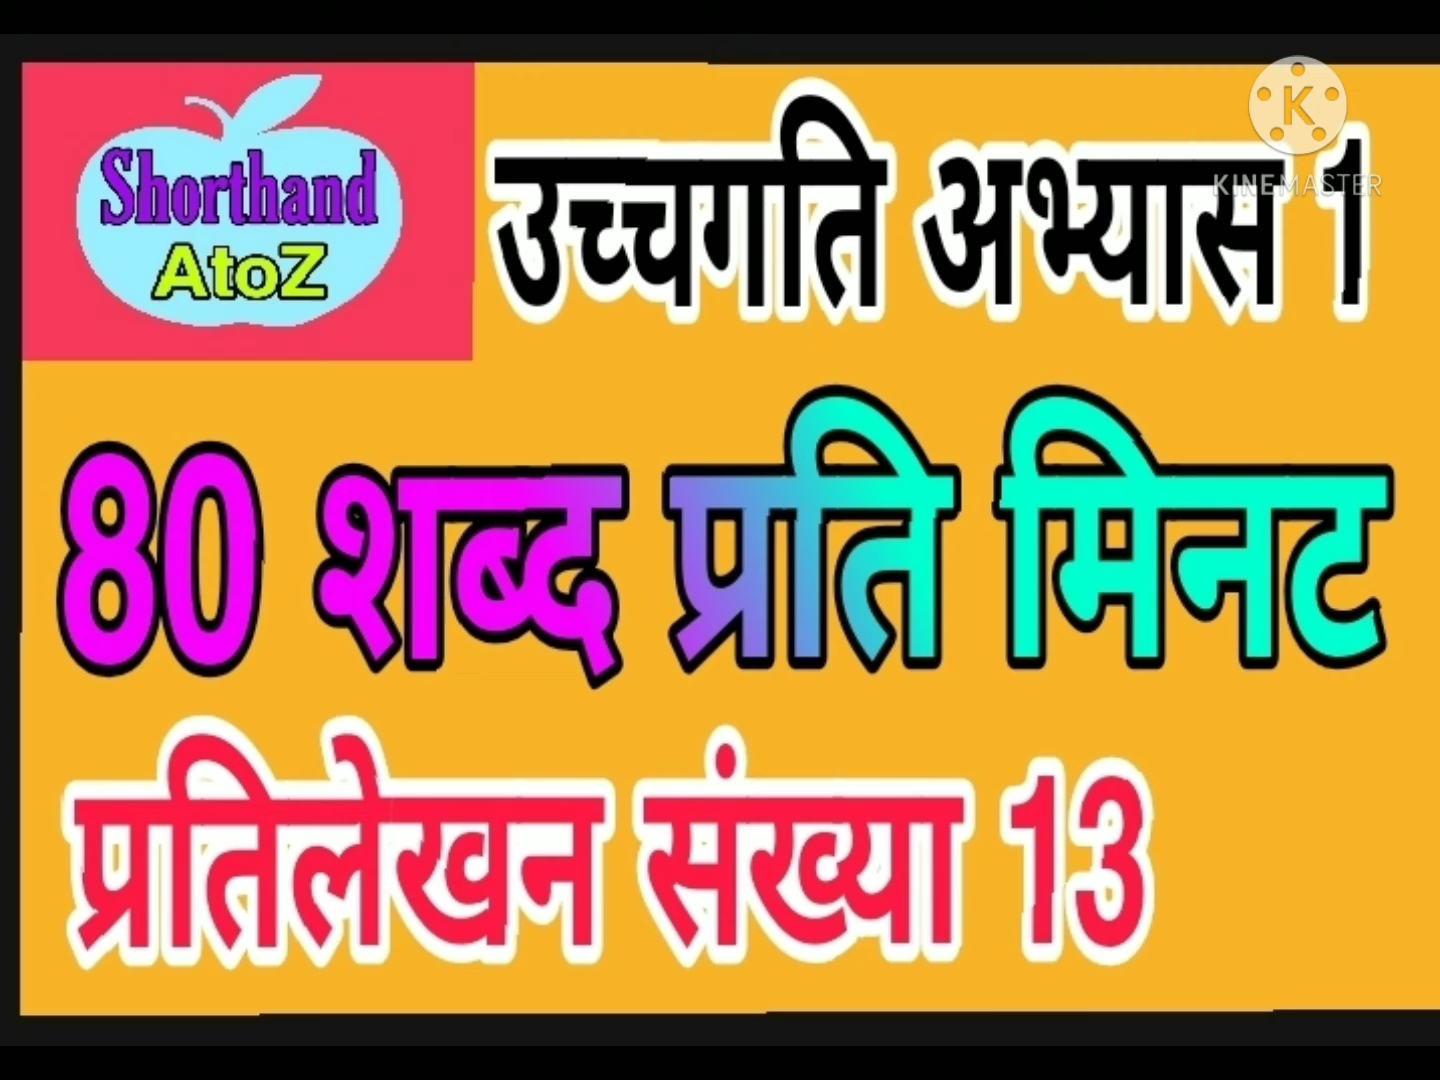 Shorthand
AtoZ
उच्चगति अभ्यास 1
KINEMASTER
80 शब्द प्रति मिनट
प्रतिलेखन संख्या 13